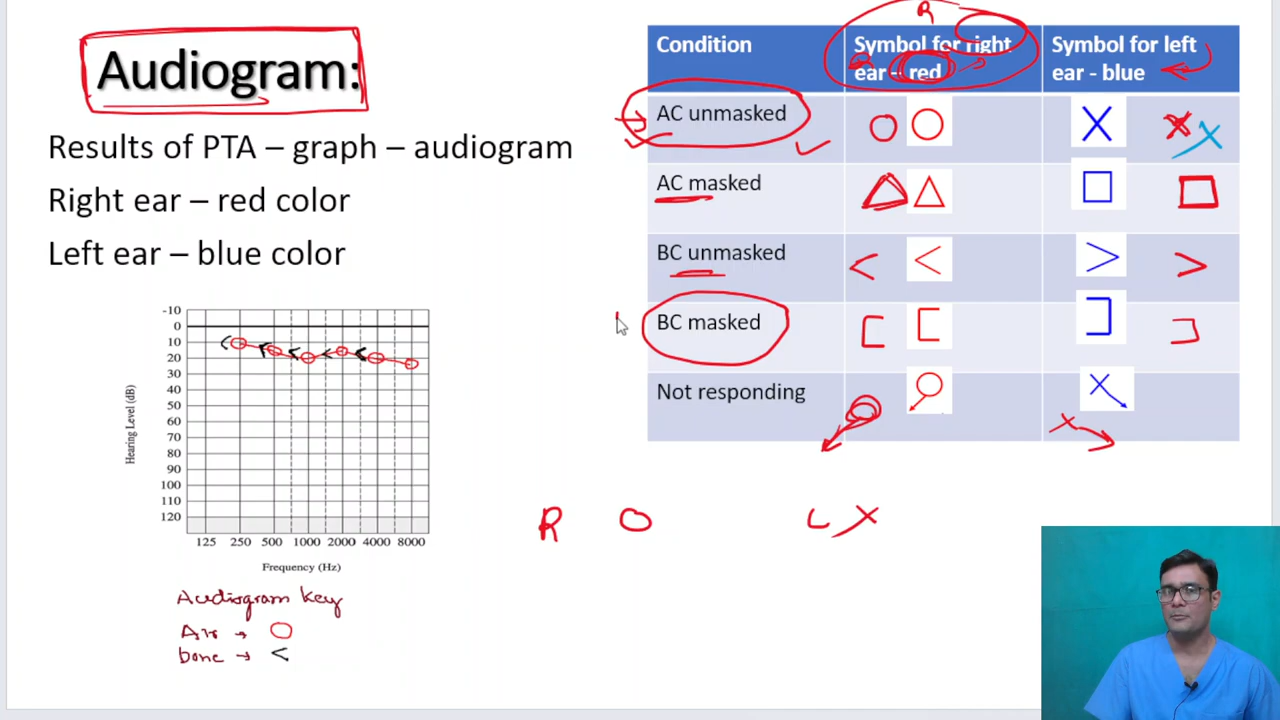 Audiogram:
Results of PTA – graph – audiogram
Right ear – red color
Left ear – blue color
-10
0
10
20
30
40
50
60
70
80
90
100
110
120
Hearing Level (dB)
125 250 500 1000 2000 4000 8000
Frequency (Hz)
Audiogram key
Air → O
bone → <
R
Condition Symbol for right ear – red Symbol for left ear - blue
AC unmasked
AC masked
BC unmasked
BC masked
Not responding
R O L X